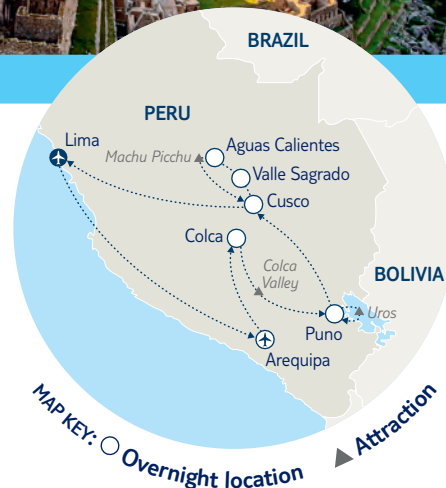 BRAZIL
PERU
Lima
Machu Picchu
Aguas Calientes
Valle Sagrado
Cusco
Colca
Colca
Valley
BOLIVIA
Uros
Puno
Arequipa
MAP KEY: Overnight location Attraction